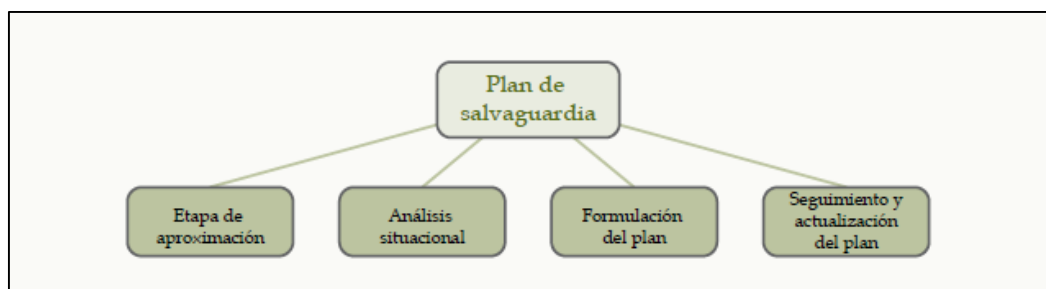 Plan de
salvaguardia
Etapa de
aproximación
Análisis
situacional
Formulación
del plan
Seguimiento y
actualización
del plan